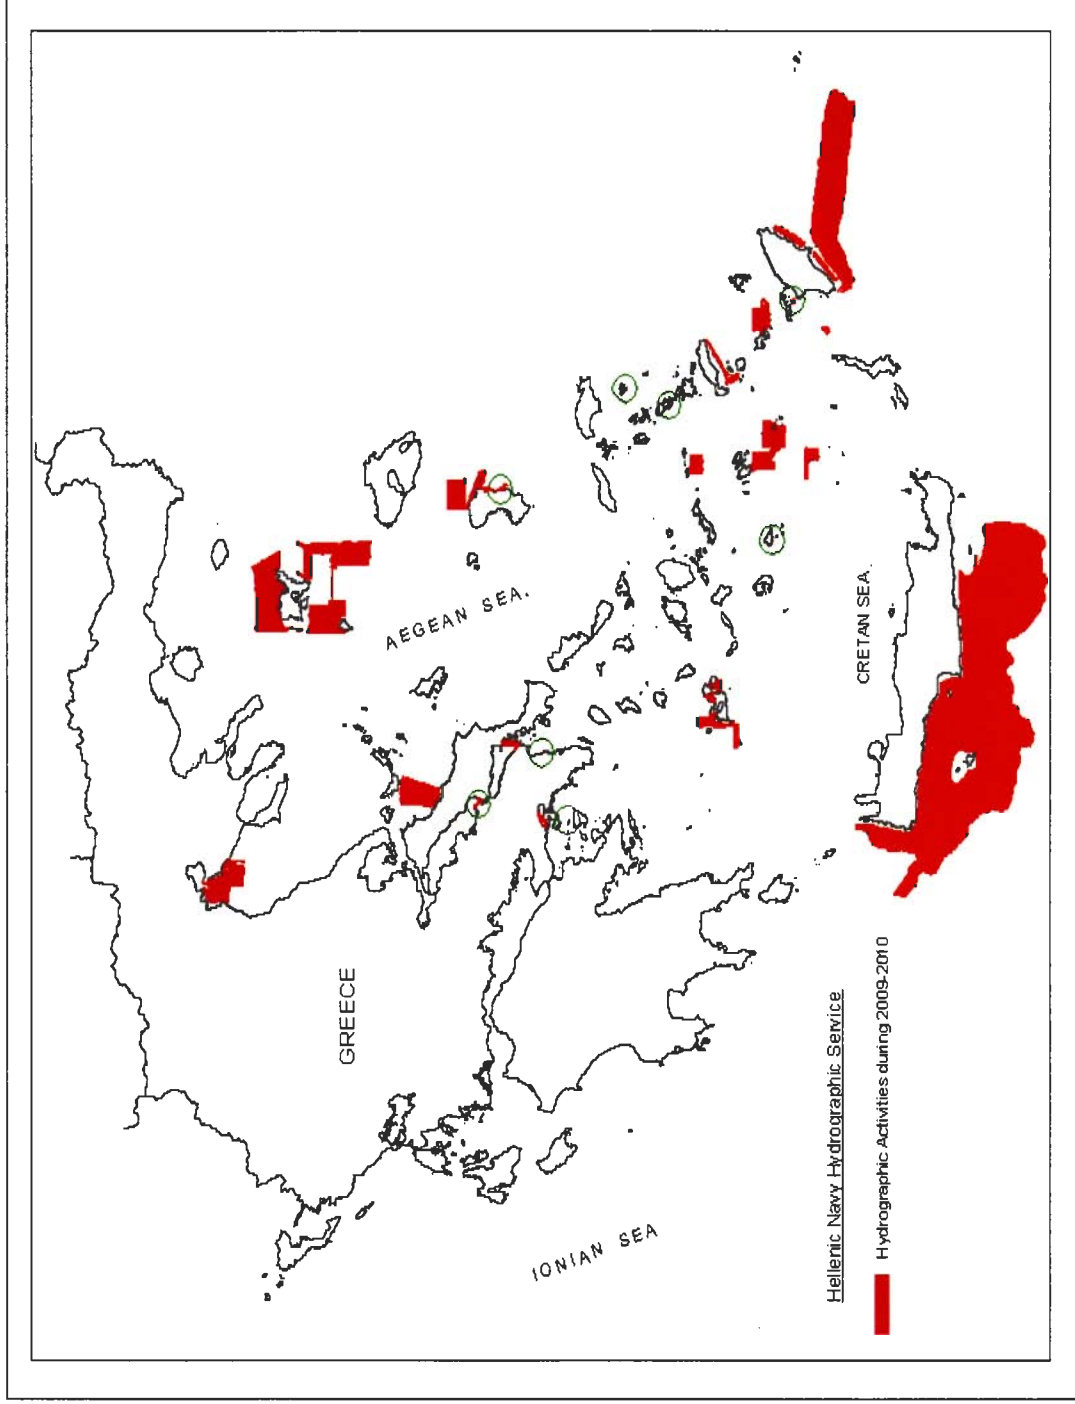 GREECE
AEGEAN SEA.
IONIAN SEA
CRETAN SEA.
Hellenic Navy Hydrographic Service
Hydrographic Activities during 2009-2010